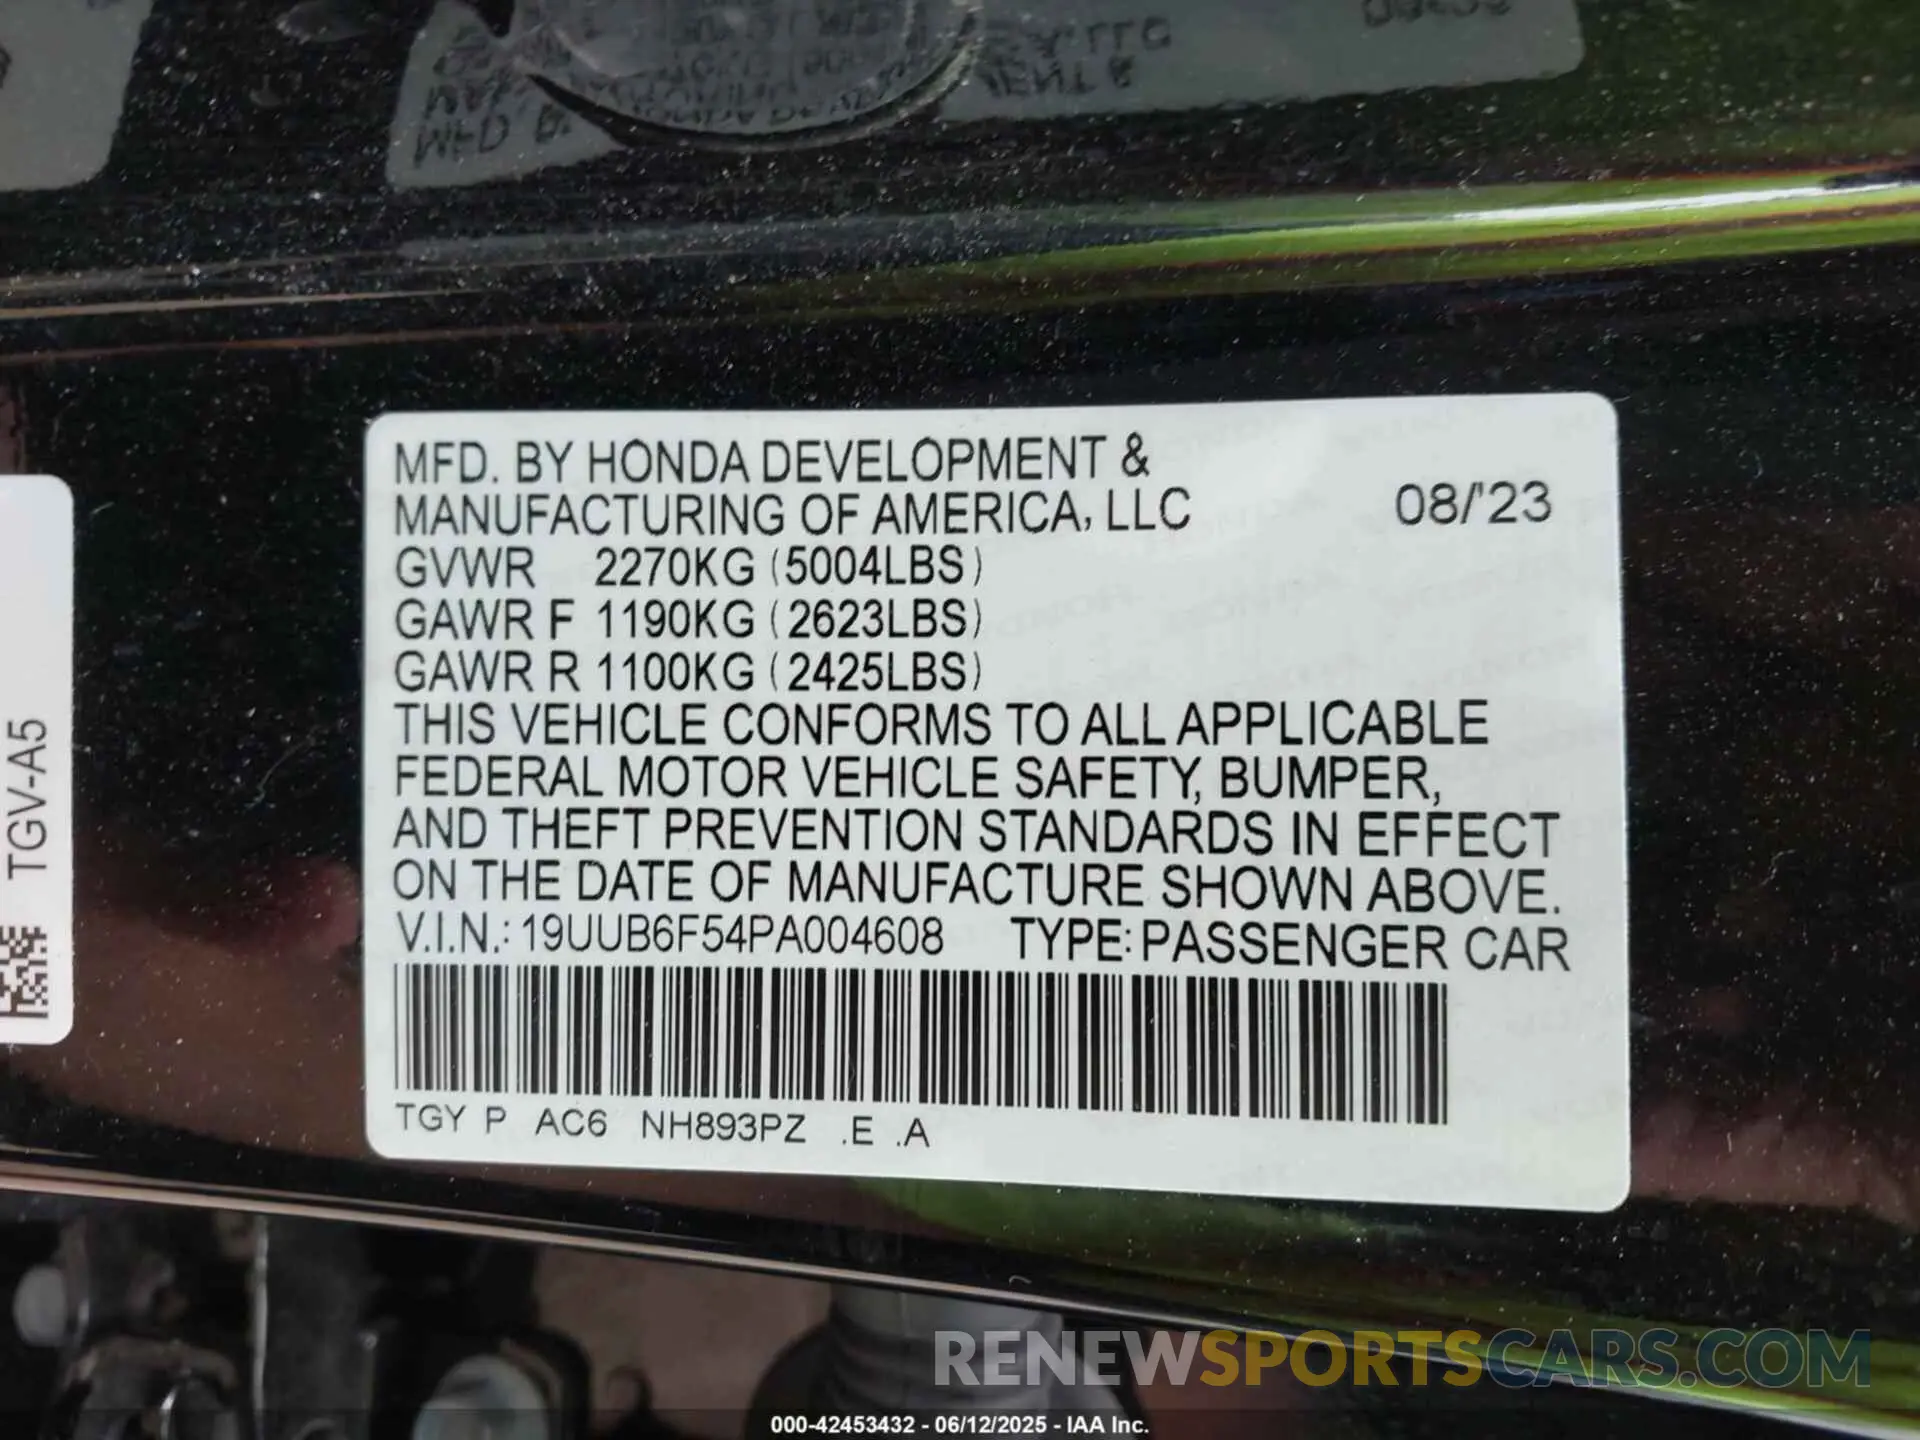 MFD. BY HONDA DEVELOPMENT &
MANUFACTURING OF AMERICA, LLC 08/'23
GVWR 2270KG (5004LBS)
GAWR F 1190KG (2623LBS)
GAWR R 1100KG (2425LBS)
THIS VEHICLE CONFORMS TO ALL APPLICABLE
FEDERAL MOTOR VEHICLE SAFETY, BUMPER,
AND THEFT PREVENTION STANDARDS IN EFFECT
ON THE DATE OF MANUFACTURE SHOWN ABOVE.
V.I.N.: 19UUB6F54PA004608 TYPE: PASSENGER CAR
TGY P AC6 NH893PZ .E .A
TGV-A5
RENEWSPORTSCARS.COM
000-42453432 - 06/12/2025 - IAA Inc.